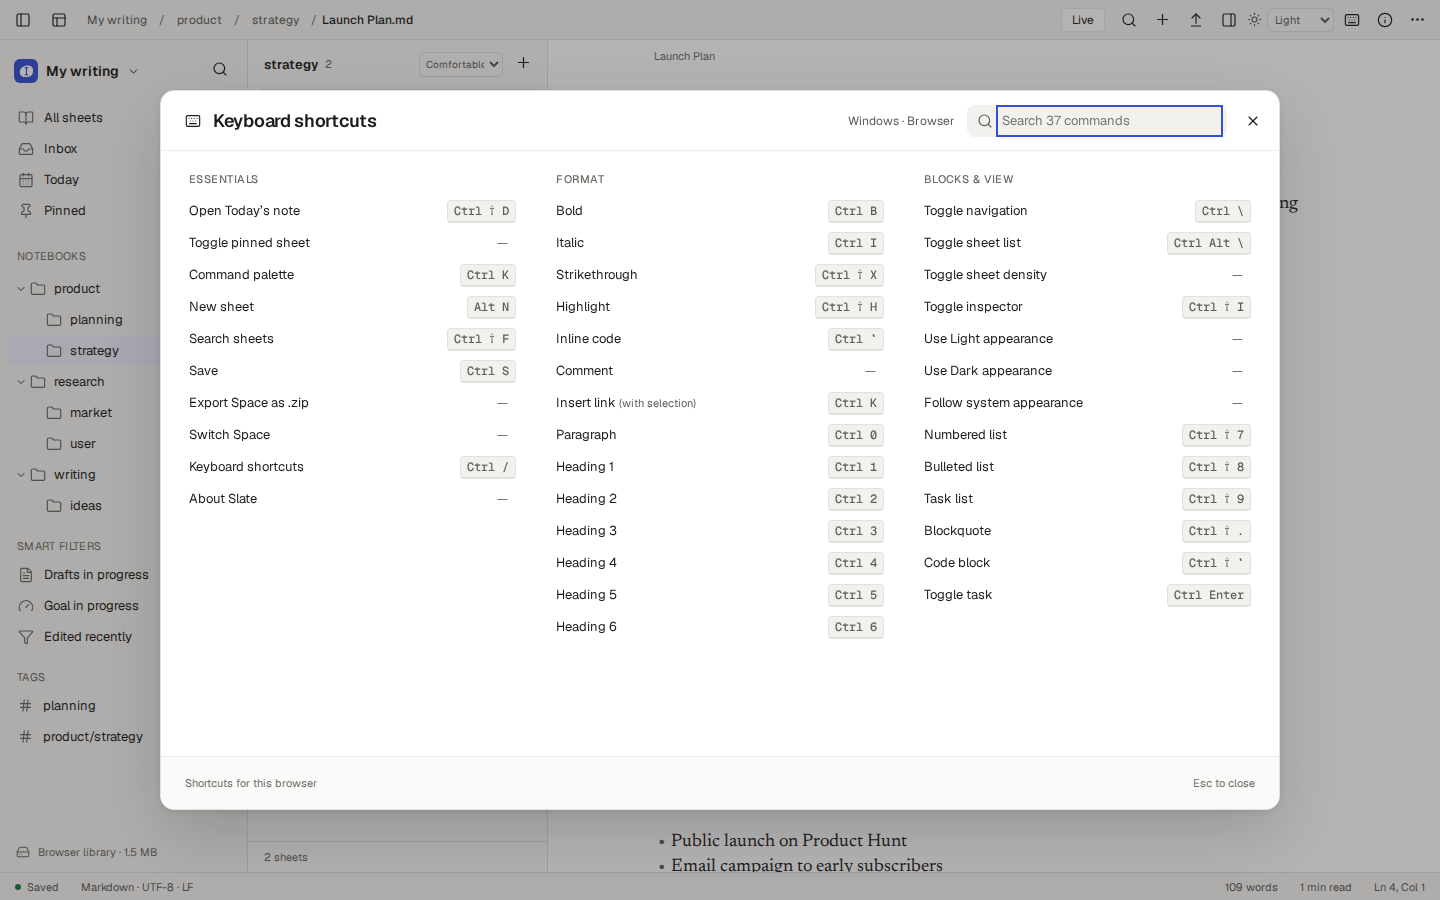 My writing / product / strategy / Launch Plan.md
Live
Light
My writing
strategy 2
Comfortable
Launch Plan
All sheets
Inbox
Today
Pinned
NOTEBOOKS
product
planning
strategy
research
market
user
writing
ideas
SMART FILTERS
Drafts in progress
Goal in progress
Edited recently
TAGS
# planning
# product/strategy
Browser library · 1.5 MB
2 sheets
ng
Keyboard shortcuts
Windows · Browser
Search 37 commands
ESSENTIALS
Open Today's note Ctrl ⇧ D
Toggle pinned sheet —
Command palette Ctrl K
New sheet Alt N
Search sheets Ctrl ⇧ F
Save Ctrl S
Export Space as .zip —
Switch Space —
Keyboard shortcuts Ctrl /
About Slate —
FORMAT
Bold Ctrl B
Italic Ctrl I
Strikethrough Ctrl ⇧ X
Highlight Ctrl ⇧ H
Inline code Ctrl `
Comment —
Insert link (with selection) Ctrl K
Paragraph Ctrl 0
Heading 1 Ctrl 1
Heading 2 Ctrl 2
Heading 3 Ctrl 3
Heading 4 Ctrl 4
Heading 5 Ctrl 5
Heading 6 Ctrl 6
BLOCKS & VIEW
Toggle navigation Ctrl \
Toggle sheet list Ctrl Alt \
Toggle sheet density —
Toggle inspector Ctrl ⇧ I
Use Light appearance —
Use Dark appearance —
Follow system appearance —
Numbered list Ctrl ⇧ 7
Bulleted list Ctrl ⇧ 8
Task list Ctrl ⇧ 9
Blockquote Ctrl ⇧ .
Code block Ctrl ⇧ `
Toggle task Ctrl Enter
Shortcuts for this browser
Esc to close
• Public launch on Product Hunt
• Email campaign to early subscribers
Saved
Markdown · UTF-8 · LF
109 words
1 min read
Ln 4, Col 1